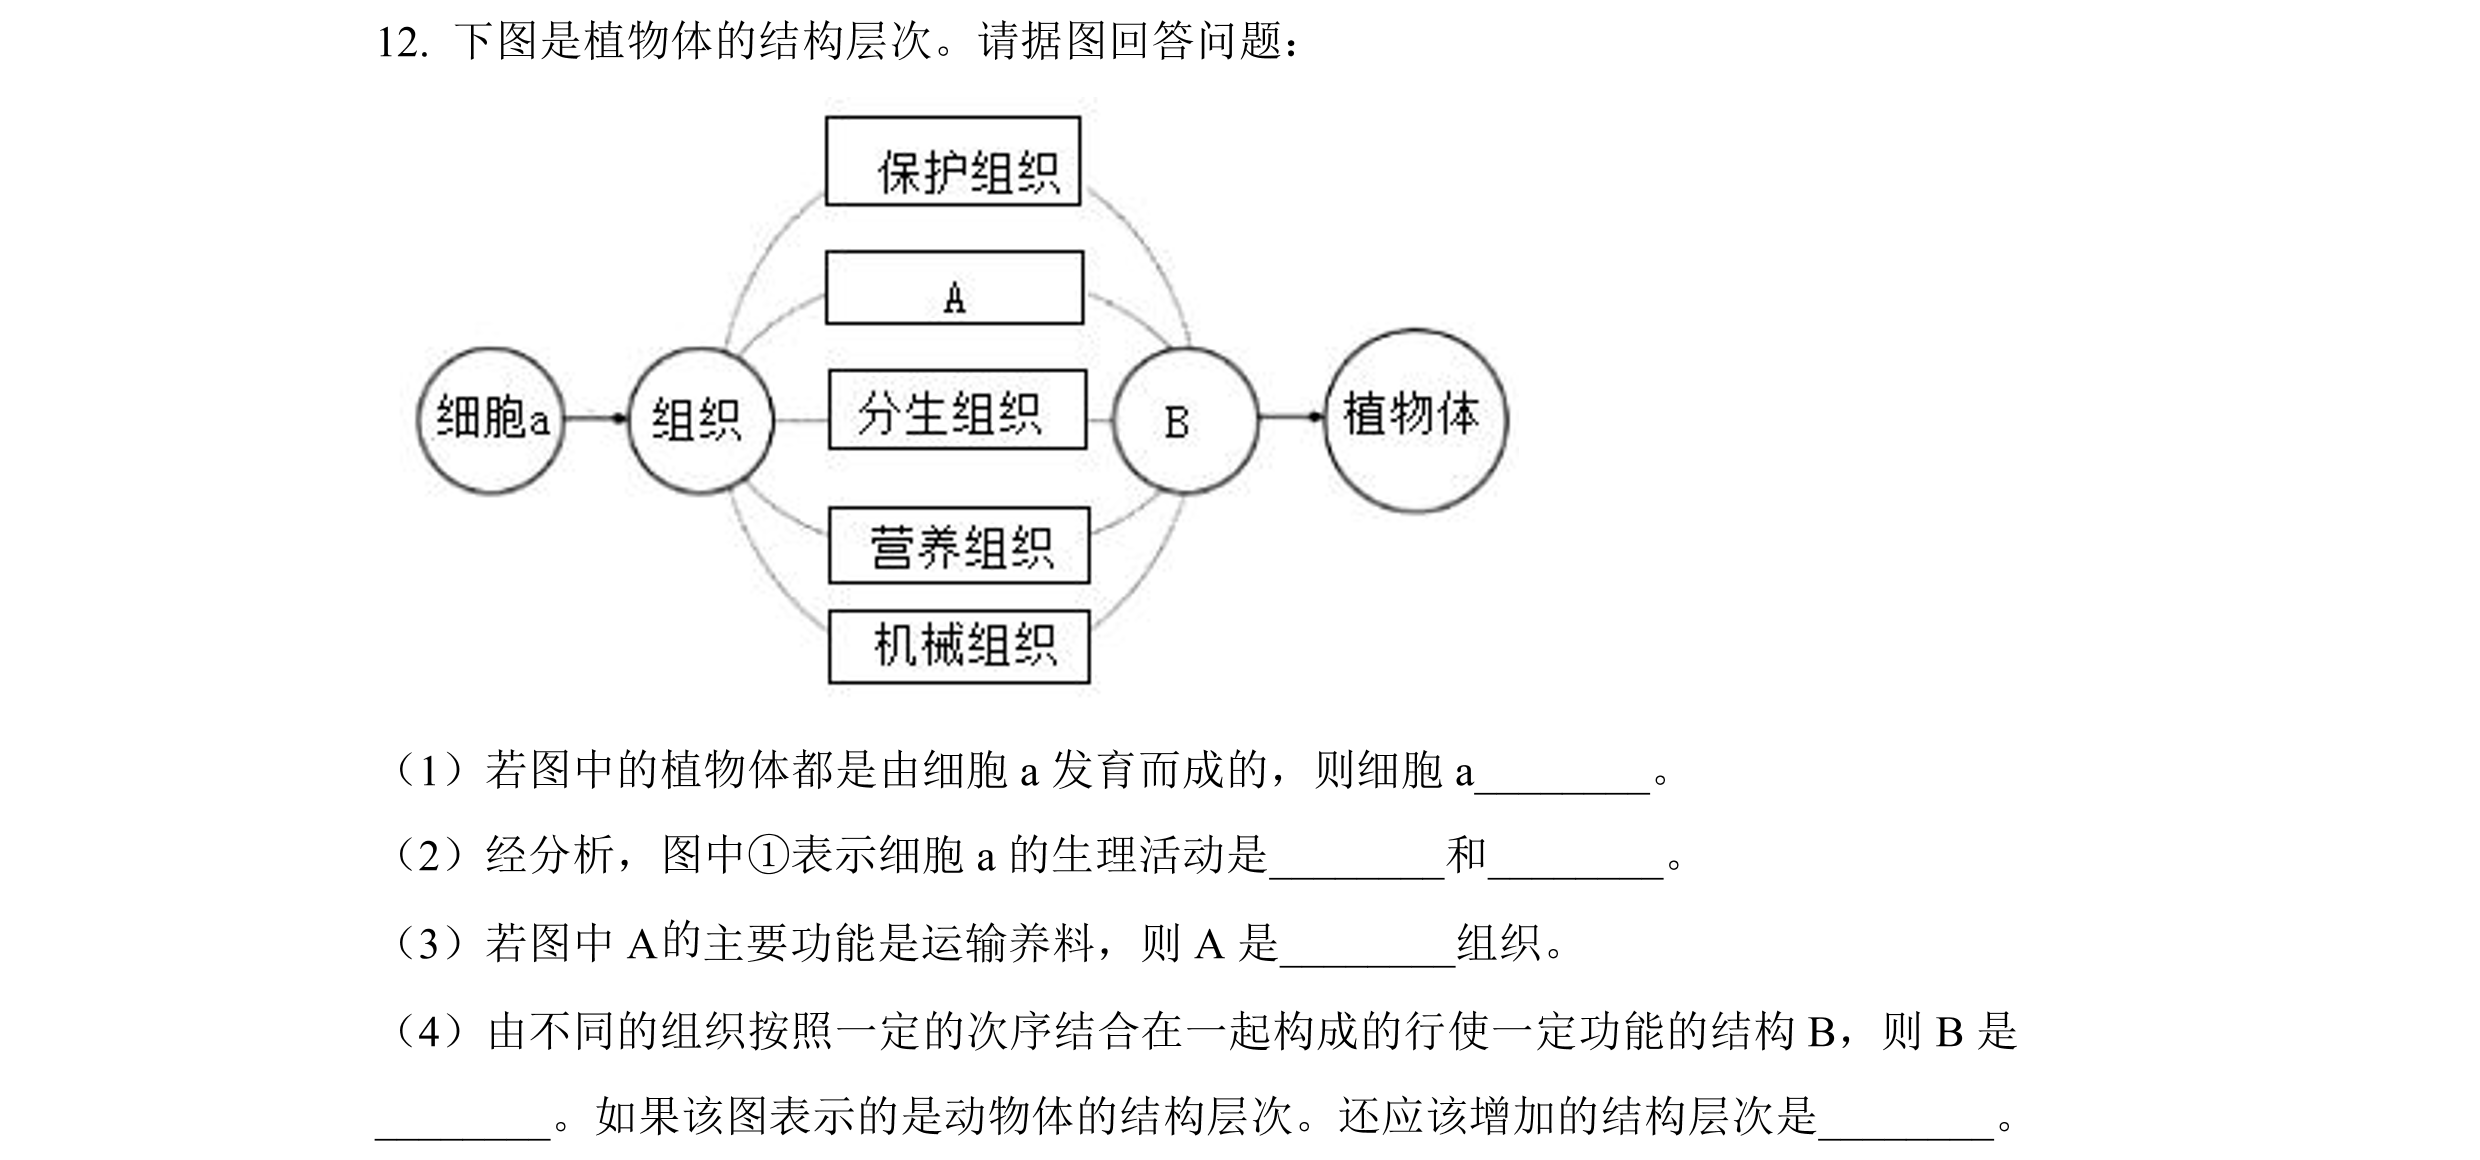 12. 下图是植物体的结构层次。请据图回答问题：
保护组织
A
细胞a
组织
分生组织
B
植物体
营养组织
机械组织
（1）若图中的植物体都是由细胞 a 发育而成的，则细胞 a________。
（2）经分析，图中①表示细胞 a 的生理活动是________和________。
（3）若图中 A的主要功能是运输养料，则 A 是________组织。
（4）由不同的组织按照一定的次序结合在一起构成的行使一定功能的结构 B，则 B 是
________。如果该图表示的是动物体的结构层次。还应该增加的结构层次是________。